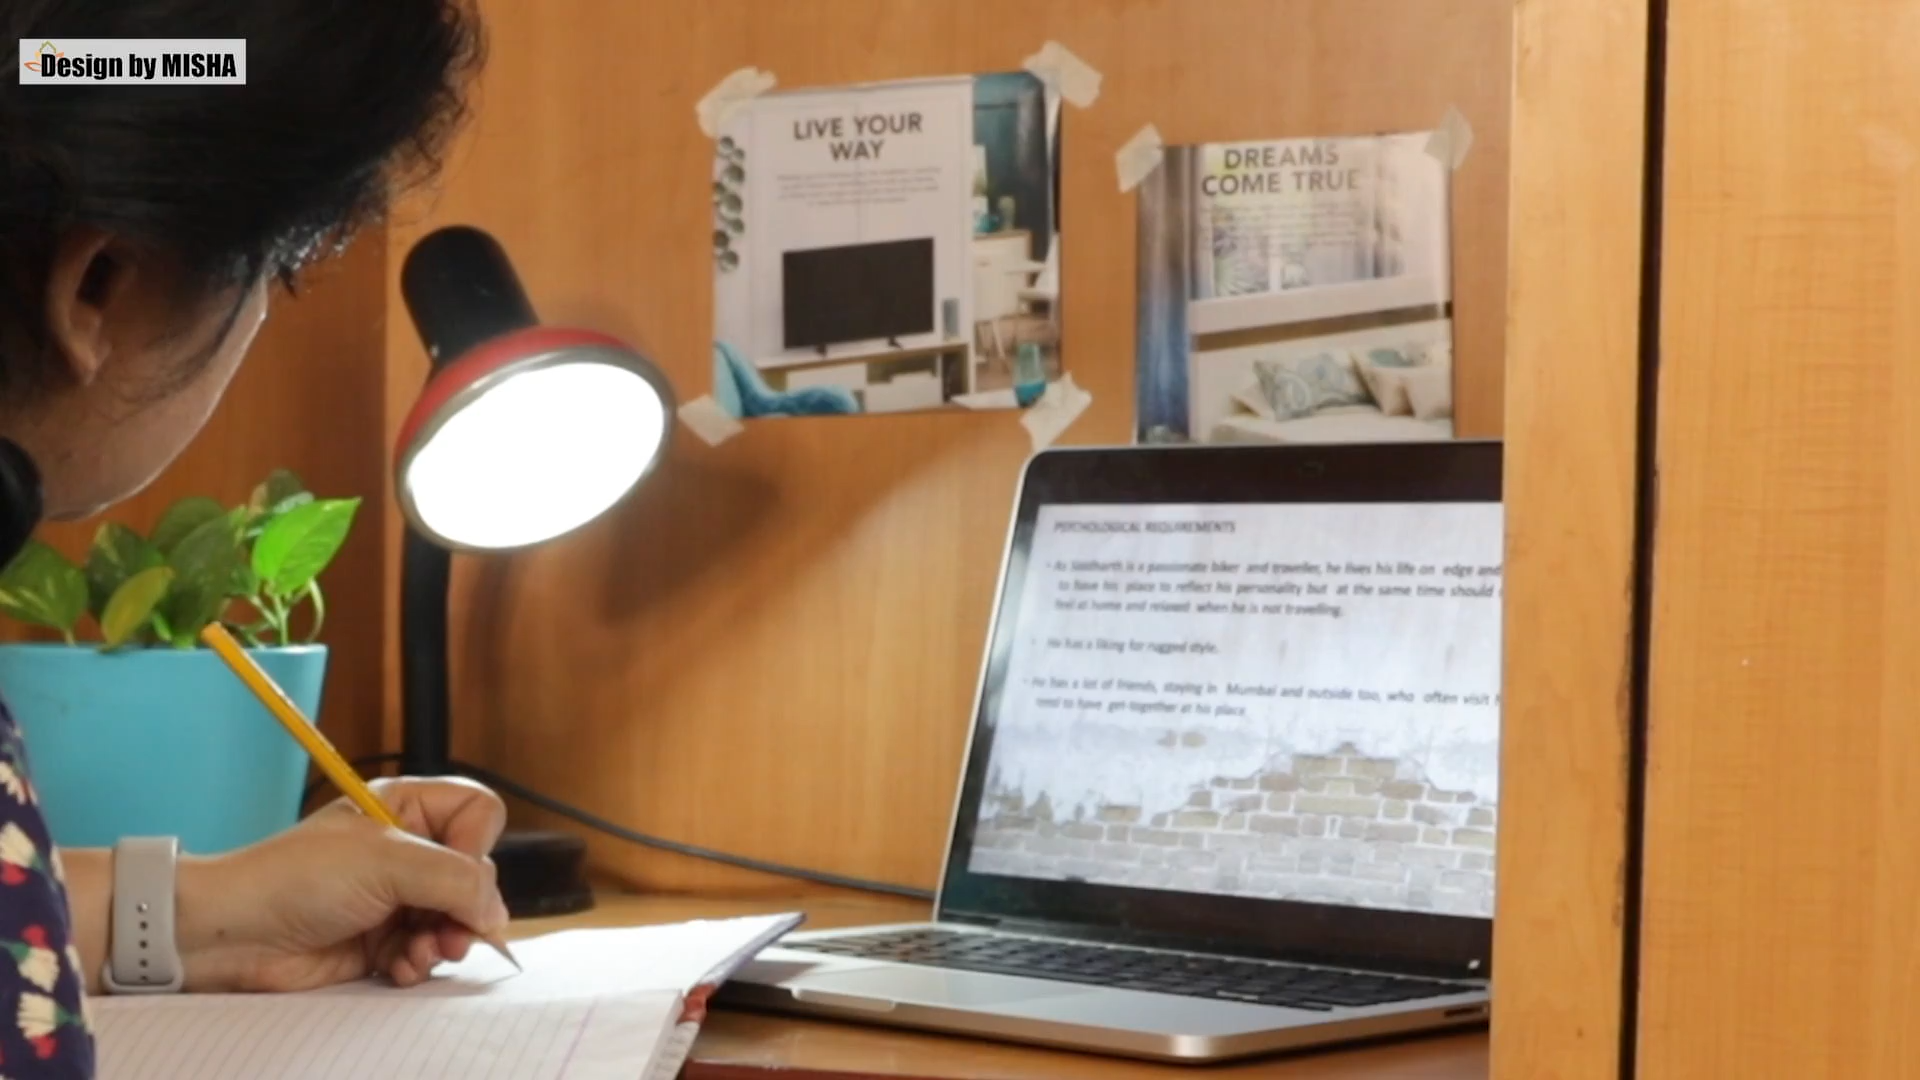 Design by MISHA
LIVE YOUR
WAY
DREAMS
COME TRUE
PSYCHOLOGICAL REQUIREMENTS
• As Siddharth is a passionate biker and traveller, he lives his life on edge and
to have his place to reflect his personality but at the same time should
feel at home and relaxed when he is not travelling.
• He has a liking for rugged style.
• He has a lot of friends, staying in Mumbai and outside too, who often visit
tend to have get-together at his place